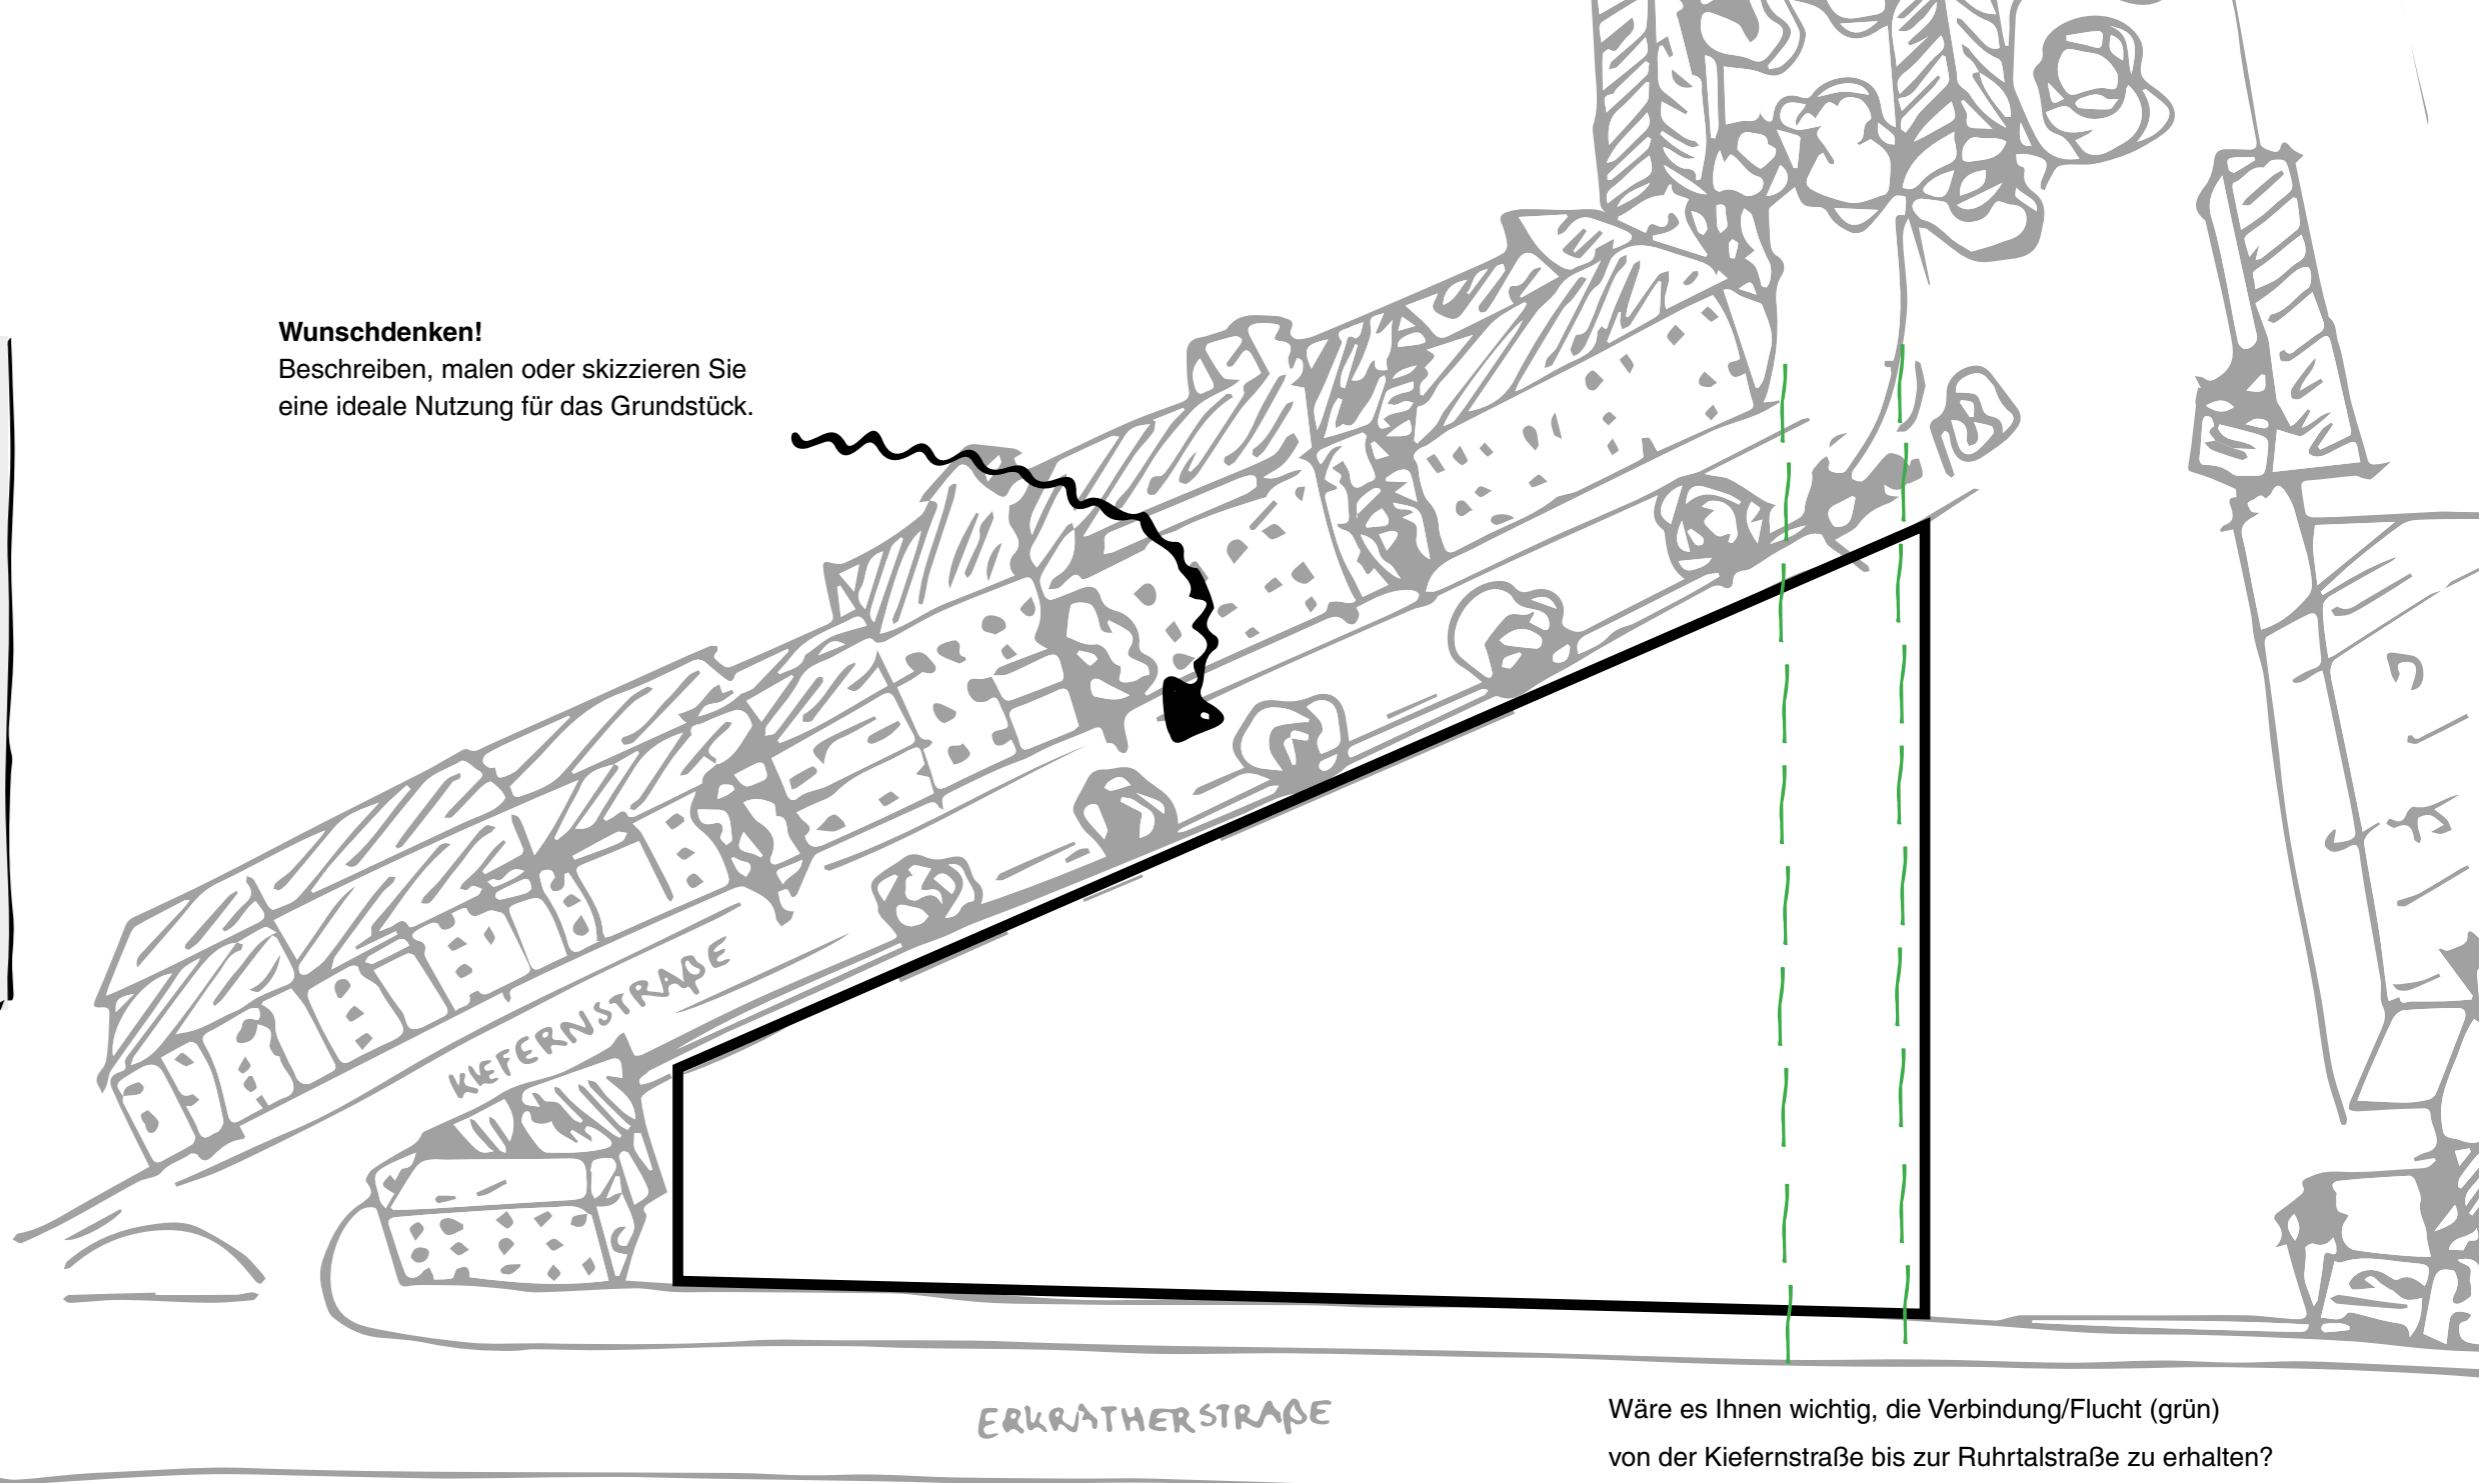 Wunschdenken!
Beschreiben, malen oder skizzieren Sie
eine ideale Nutzung für das Grundstück.
KIEFERNSTRAßE
ERKRATHERSTRAßE
Wäre es Ihnen wichtig, die Verbindung/Flucht (grün)
von der Kiefernstraße bis zur Ruhrtalstraße zu erhalten?